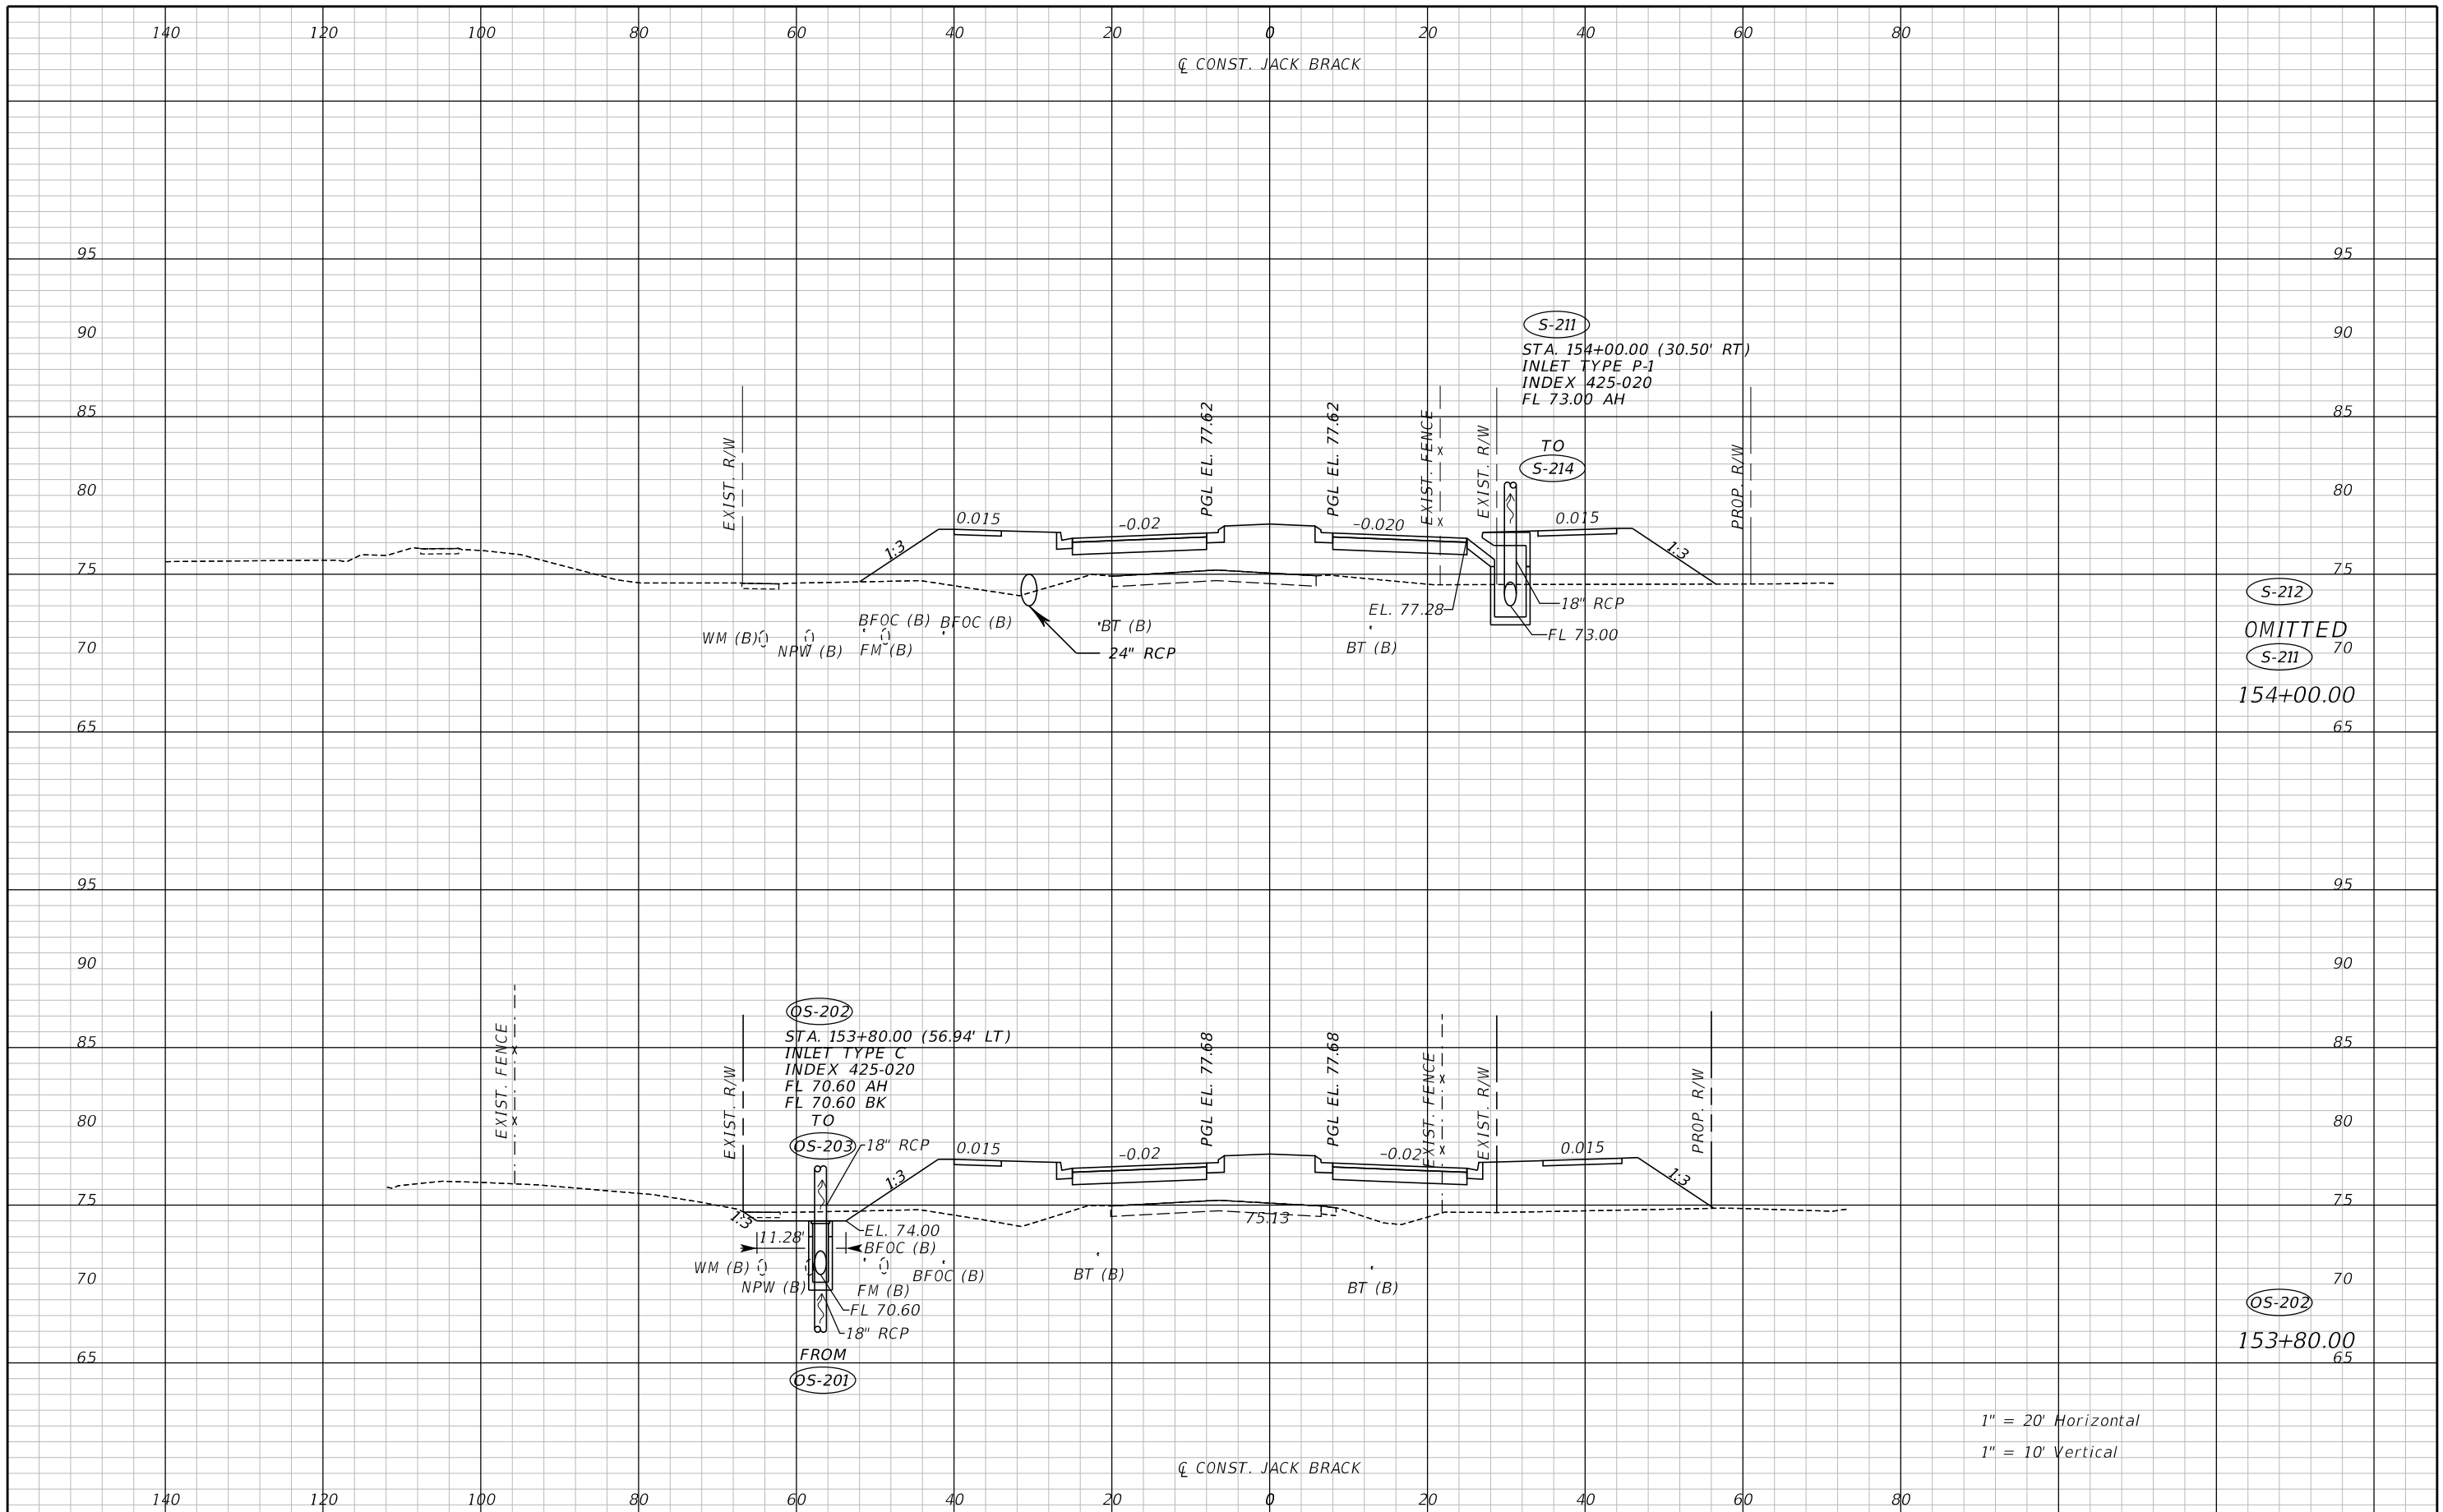 140 120 100 80 60 40 20 0 20 40 60 80
℄ CONST. JACK BRACK
95 95
90 90
S-211
STA. 154+00.00 (30.50' RT)
INLET TYPE P-1
INDEX 425-020
FL 73.00 AH
85 85
TO
S-214
EXIST. R/W
PGL EL. 77.62
PGL EL. 77.62
EXIST. FENCE
EXIST. R/W
PROP. R/W
80 80
1:3
0.015
-0.02
-0.020
0.015
1:3
75 75
EL. 77.28
18" RCP
FL 73.00
WM (B)
NPW (B)
BFOC (B)
FM (B)
BFOC (B)
BT (B)
24" RCP
BT (B)
S-212
OMITTED
70 70
S-211
154+00.00
65 65
95 95
90 90
OS-202
STA. 153+80.00 (56.94' LT)
INLET TYPE C
INDEX 425-020
FL 70.60 AH
FL 70.60 BK
TO
OS-203
18" RCP
85 85
EXIST. FENCE
EXIST. R/W
PGL EL. 77.68
PGL EL. 77.68
EXIST. FENCE
EXIST. R/W
PROP. R/W
80 80
1:3
0.015
-0.02
-0.02
0.015
1:3
75 75
1:3
75.13
EL. 74.00
11.28'
BFOC (B)
WM (B)
NPW (B)
FM (B)
BFOC (B)
BT (B)
BT (B)
70 70
FL 70.60
18" RCP
OS-202
153+80.00
FROM
OS-201
65 65
1" = 20' Horizontal
1" = 10' Vertical
℄ CONST. JACK BRACK
140 120 100 80 60 40 20 0 20 40 60 80